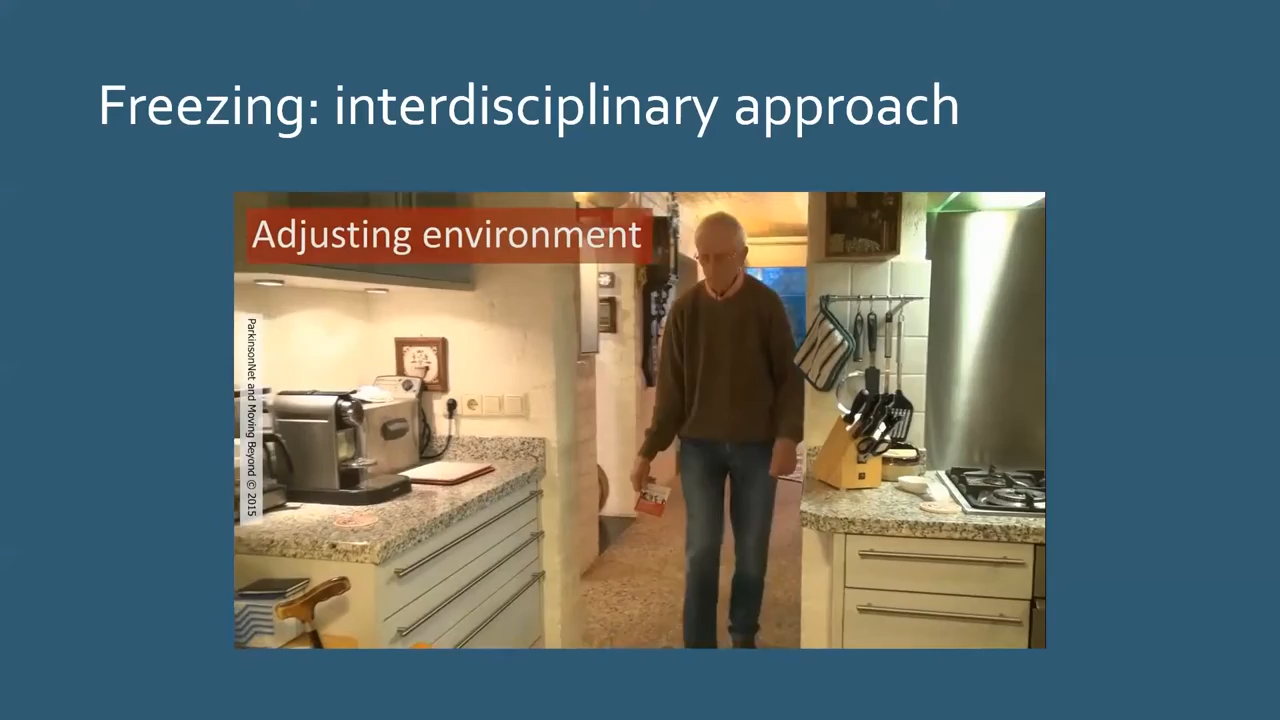 Freezing: interdisciplinary approach
Adjusting environment
ParkinsonNet and Moving Beyond © 2015